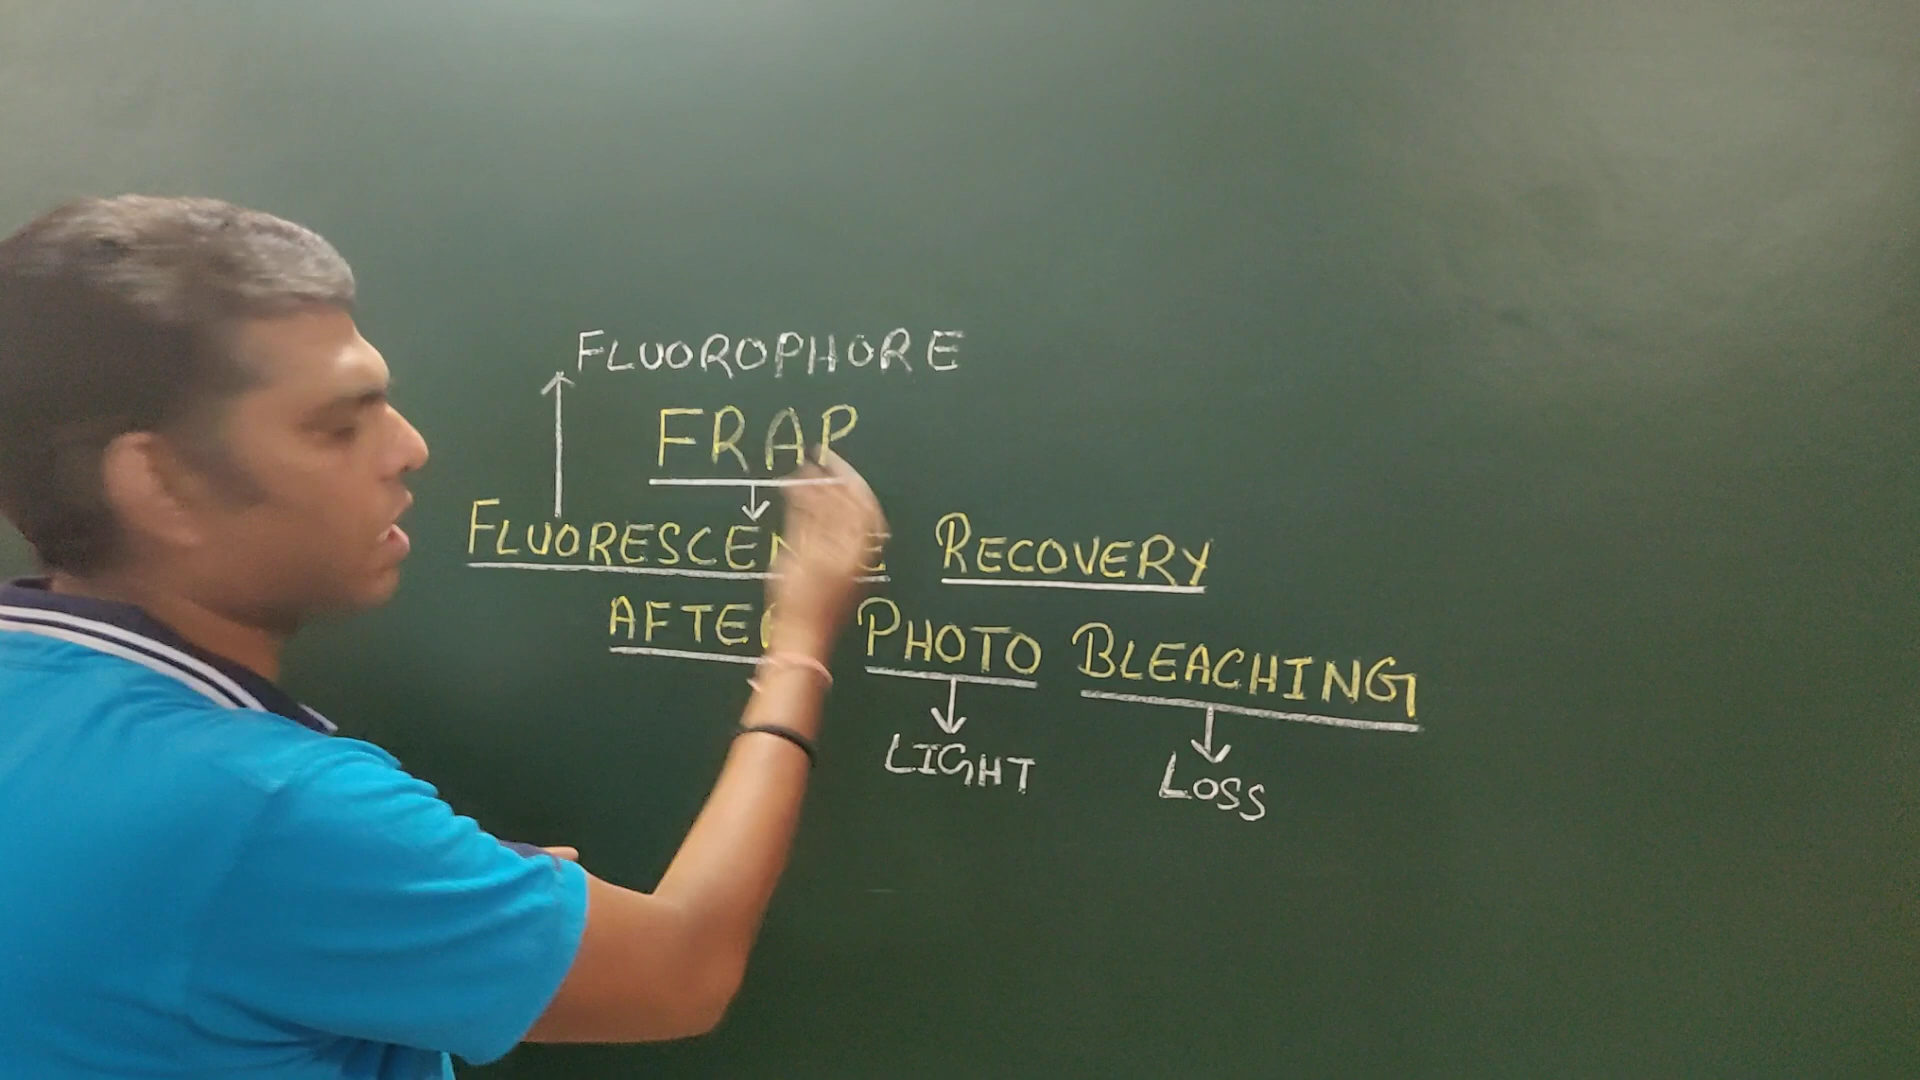 FLUOROPHORE
FRAP
FLUORESCENCE RECOVERY
AFTER PHOTO BLEACHING
LIGHT LOSS